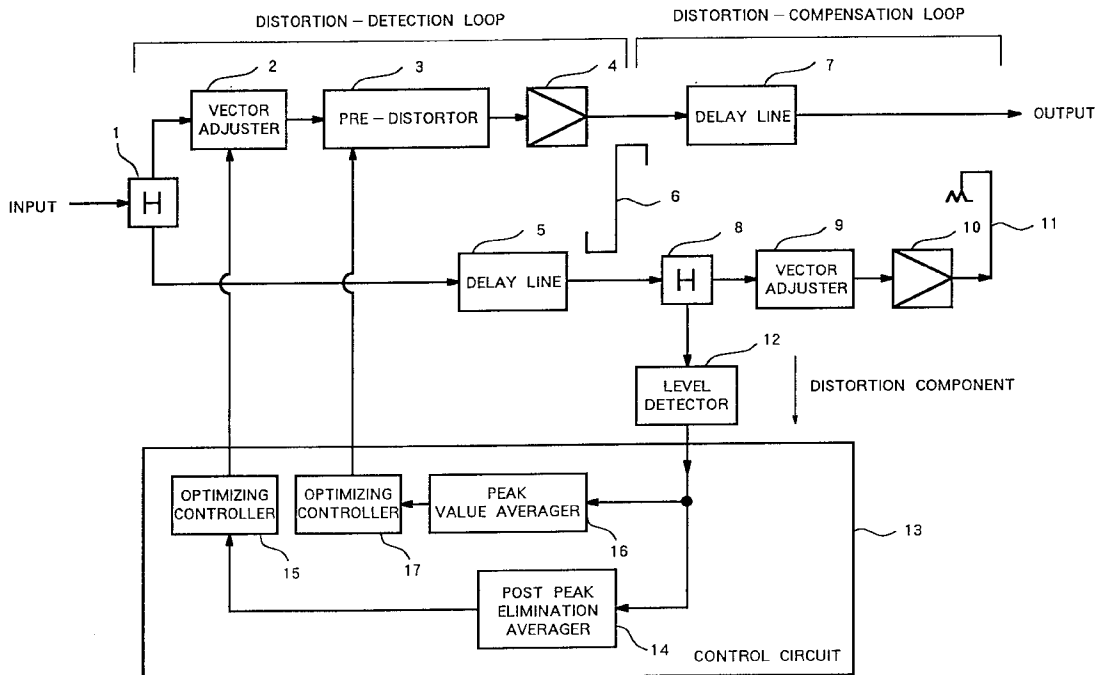 DISTORTION-DETECTION LOOP
DISTORTION-COMPENSATION LOOP
2
3
4
7
VECTOR
ADJUSTER
PRE-DISTORTOR
DELAY LINE
OUTPUT
1
H
INPUT
6
5
8
9
10
11
DELAY LINE
H
VECTOR
ADJUSTER
12
LEVEL
DETECTOR
DISTORTION COMPONENT
OPTIMIZING
CONTROLLER
OPTIMIZING
CONTROLLER
PEAK
VALUE AVERAGER
13
15
17
16
POST PEAK
ELIMINATION
AVERAGER
14
CONTROL CIRCUIT